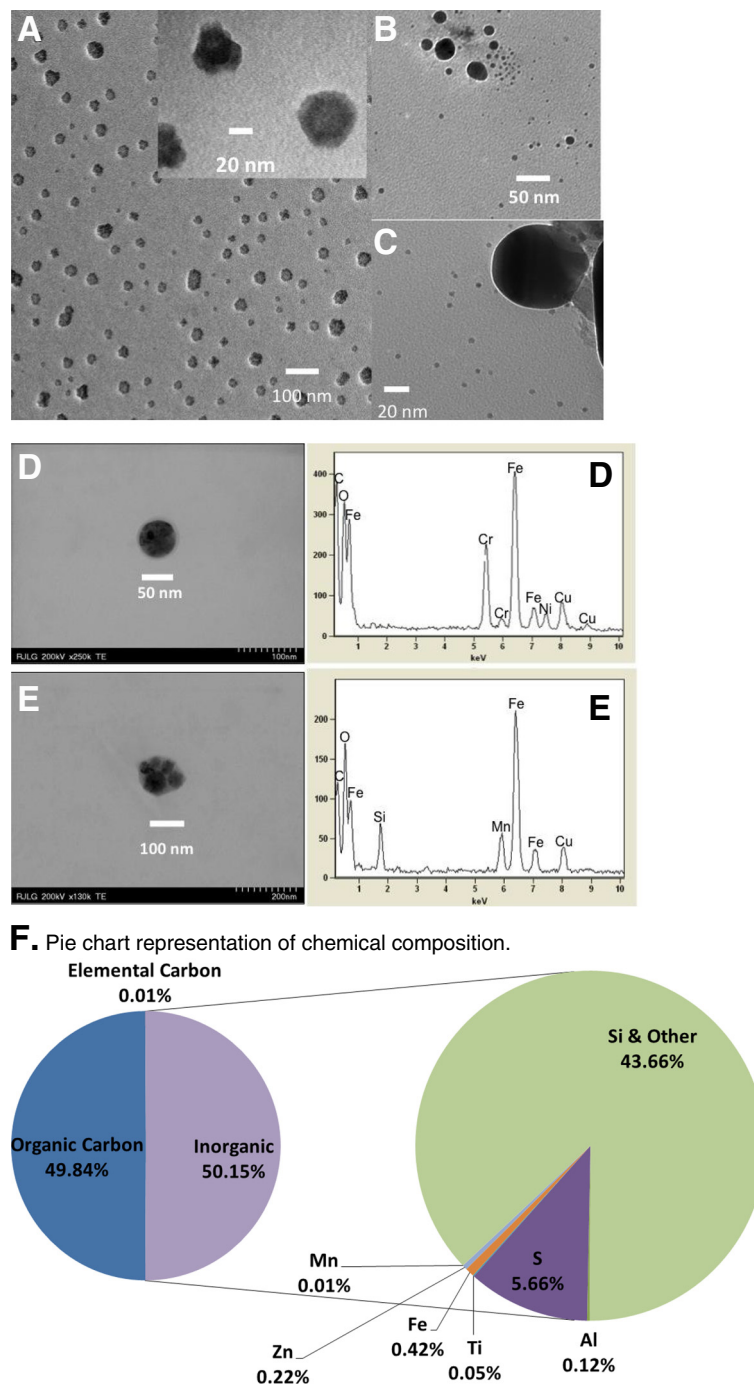 A
20 nm
100 nm
B
50 nm
C
20 nm
D
50 nm
RJLG 200kV x250k TE
100nm
D
400
300
200
100
0
C
O
Fe
Cr
Cr
Fe
Fe
Ni
Cu
Cu
1 2 3 4 5 6 7 8 9 10
keV
E
100 nm
RJLG 200kV x130k TE
200nm
E
200
150
100
50
0
C
O
Fe
Si
Mn
Fe
Fe
Cu
1 2 3 4 5 6 7 8 9 10
keV
F. Pie chart representation of chemical composition.
Elemental Carbon
0.01%
Organic Carbon
49.84%
Inorganic
50.15%
Si & Other
43.66%
S
5.66%
Mn
0.01%
Zn
0.22%
Fe
0.42%
Ti
0.05%
Al
0.12%